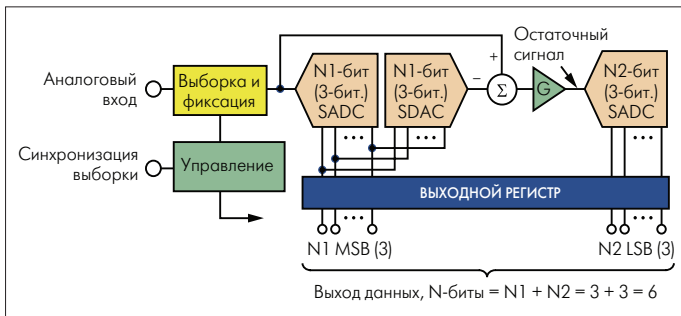 Остаточный
сигнал
Аналоговый
вход
Выборка и
фиксация
N1-бит
(3-бит.)
SADC
N1-бит
(3-бит.)
SDAC
+
−
Σ
G
N2-бит
(3-бит.)
SADC
Синхронизация
выборки
Управление
ВЫХОДНОЙ РЕГИСТР
N1 MSB (3)
N2 LSB (3)
Выход данных, N-биты = N1 + N2 = 3 + 3 = 6